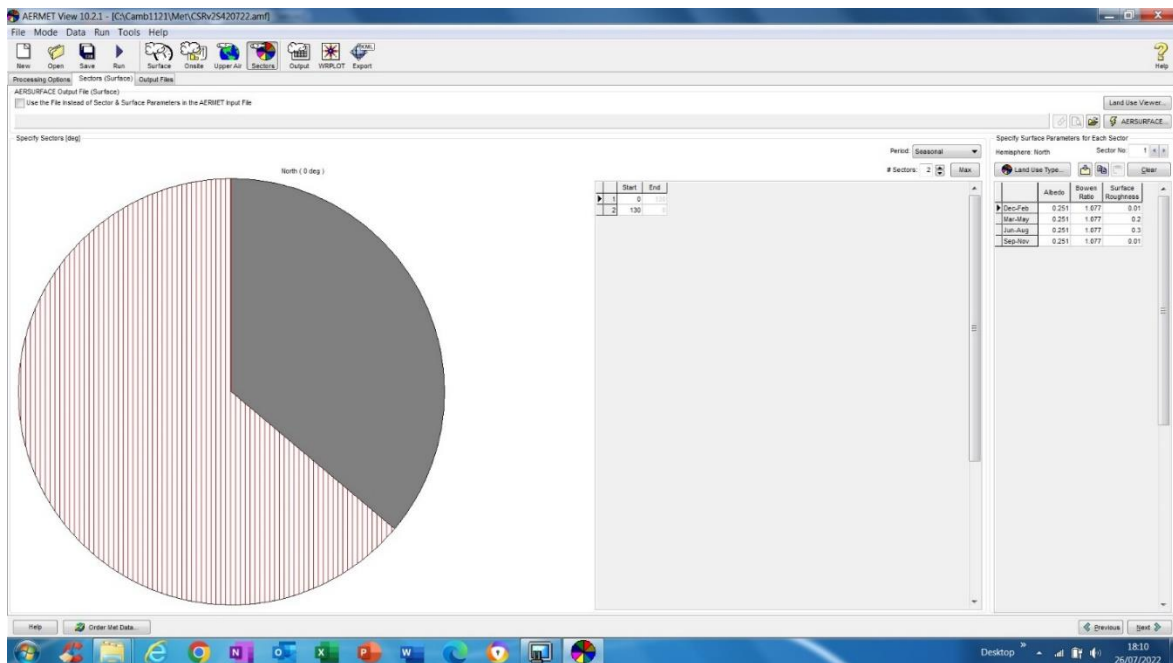 AERMET View 10.2.1 - [C:\Camb1121\Met\CSRv2S420722.amf]
File Mode Data Run Tools Help
New Open Save Run Surface Onsite Upper Air Sectors Output WRPLOT Export Help
KML
Processing Options Sectors (Surface) Output Files
AERSURFACE Output File (Surface)
Use the File instead of Sector & Surface Parameters in the AERMET Input File
Land Use Viewer...
AERSURFACE...
Specify Sectors [deg]
Specify Surface Parameters for Each Sector
Period: Seasonal
Hemisphere: North Sector No: 1
North ( 0 deg )
# Sectors: 2 Max
Land Use Type... Clear
Start End
1 0 130
2 130 0
Albedo Bowen Ratio Surface Roughness
Dec-Feb 0.251 1.077 0.01
Mar-May 0.251 1.077 0.2
Jun-Aug 0.251 1.077 0.3
Sep-Nov 0.251 1.077 0.01
Help Order Met Data...
Previous Next
Desktop
18:10
26/07/2022